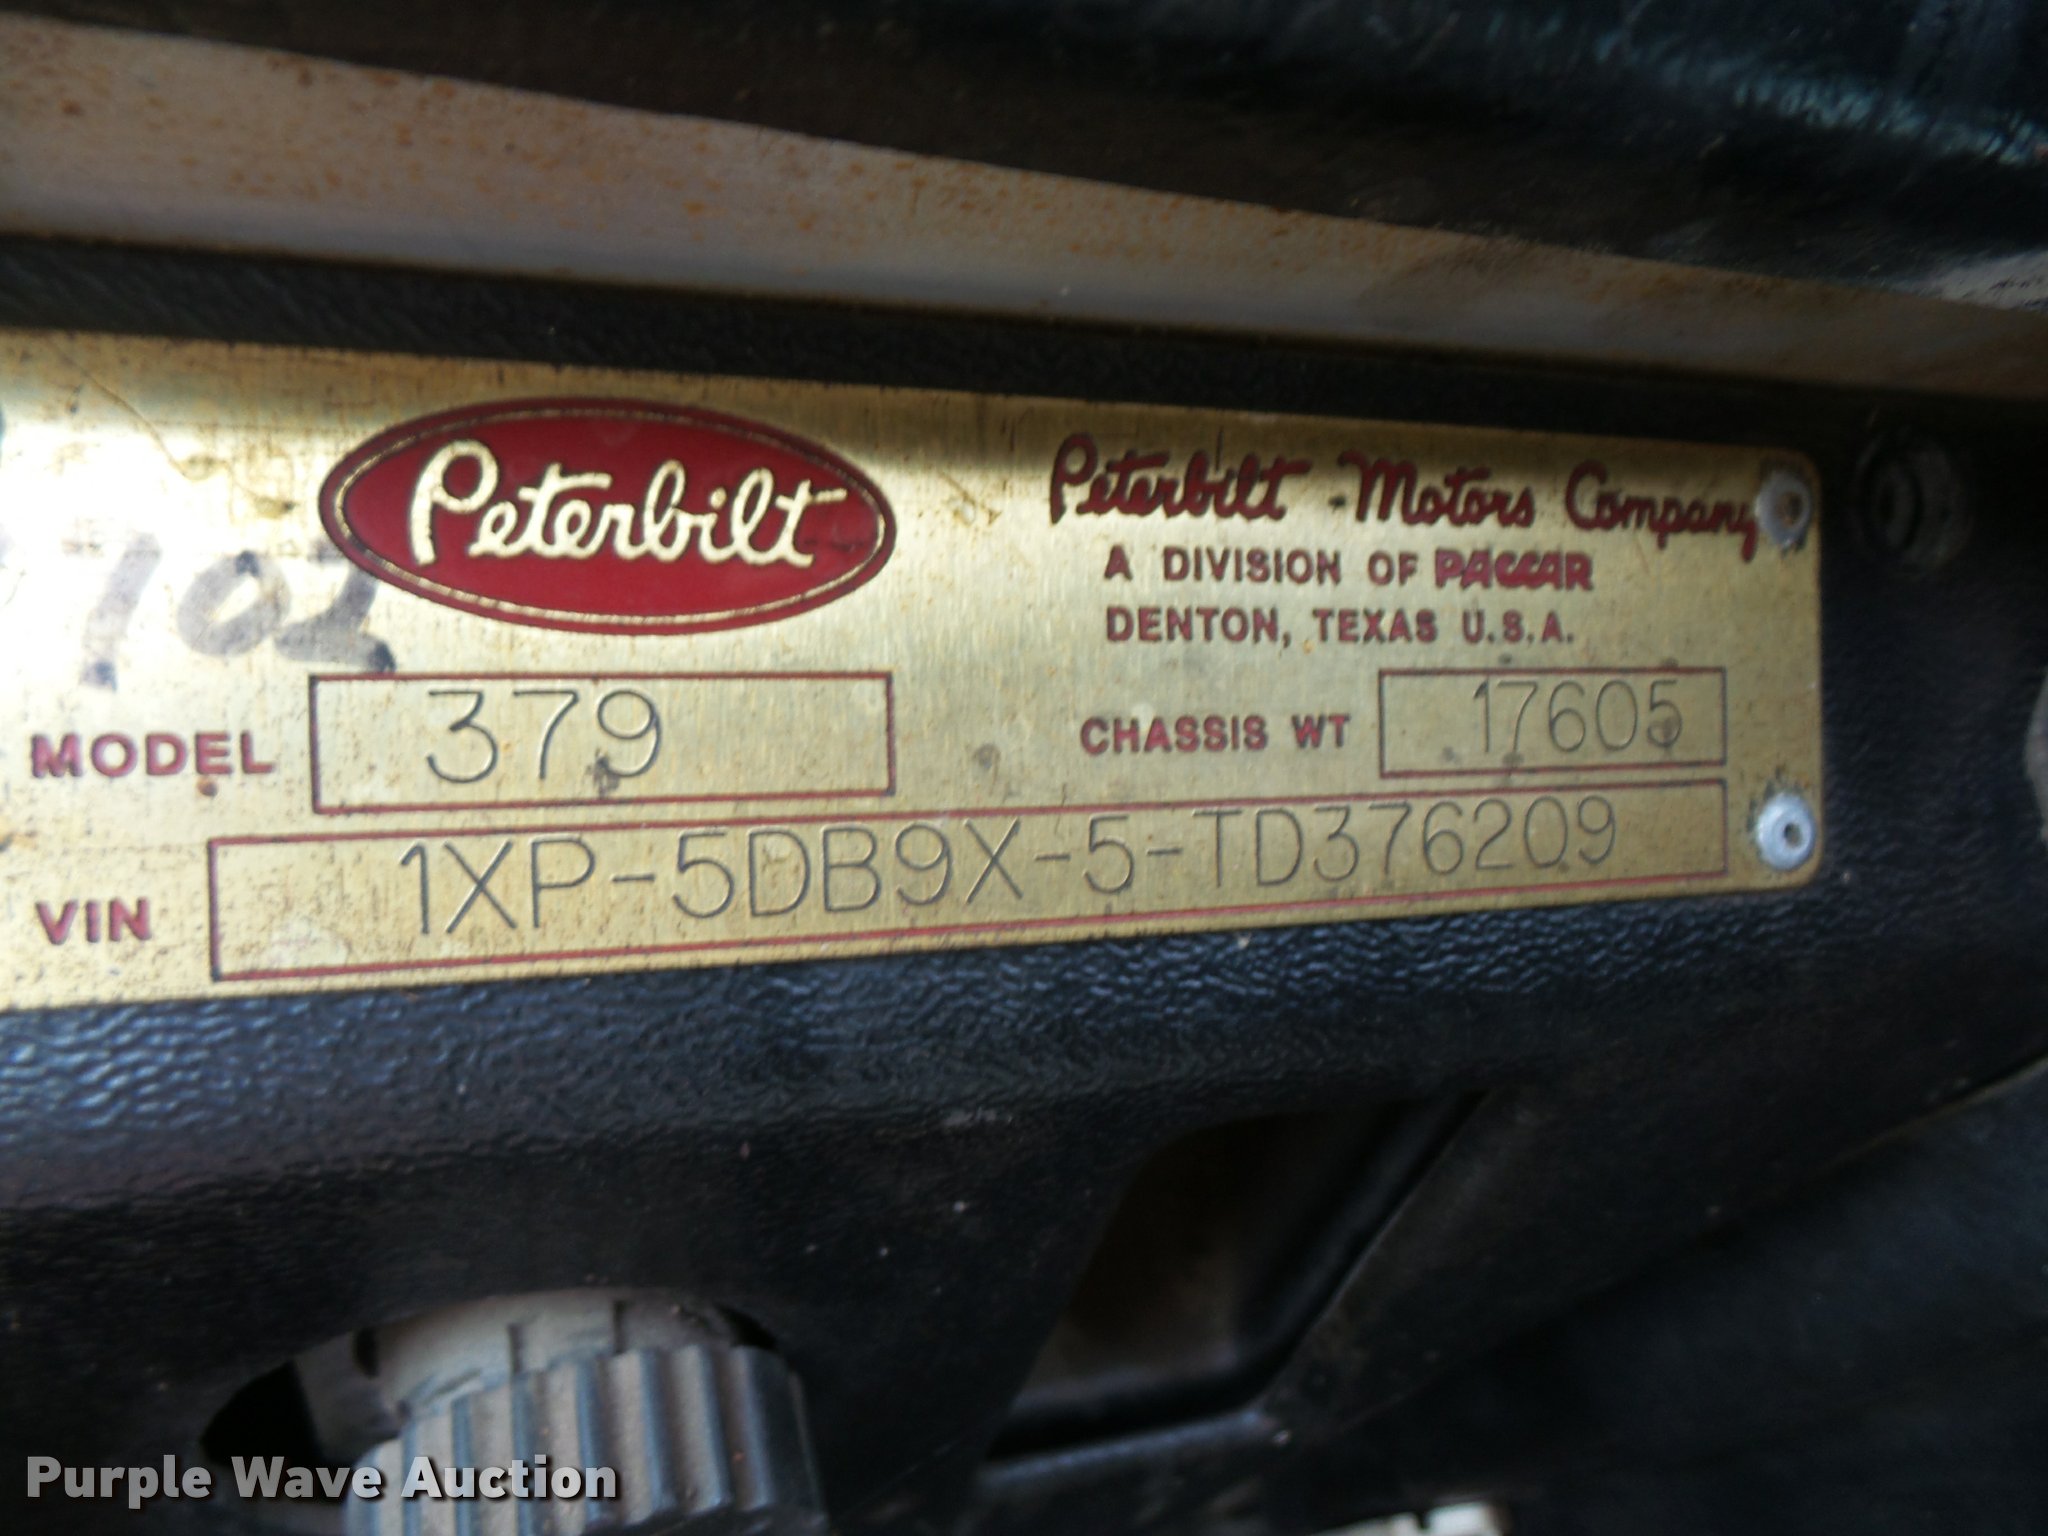 Peterbilt
Peterbilt Motors Company
A DIVISION OF PACCAR
DENTON, TEXAS U.S.A.
702
MODEL 379
CHASSIS WT 17605
VIN 1XP-5DB9X-5-TD376209
Purple Wave Auction